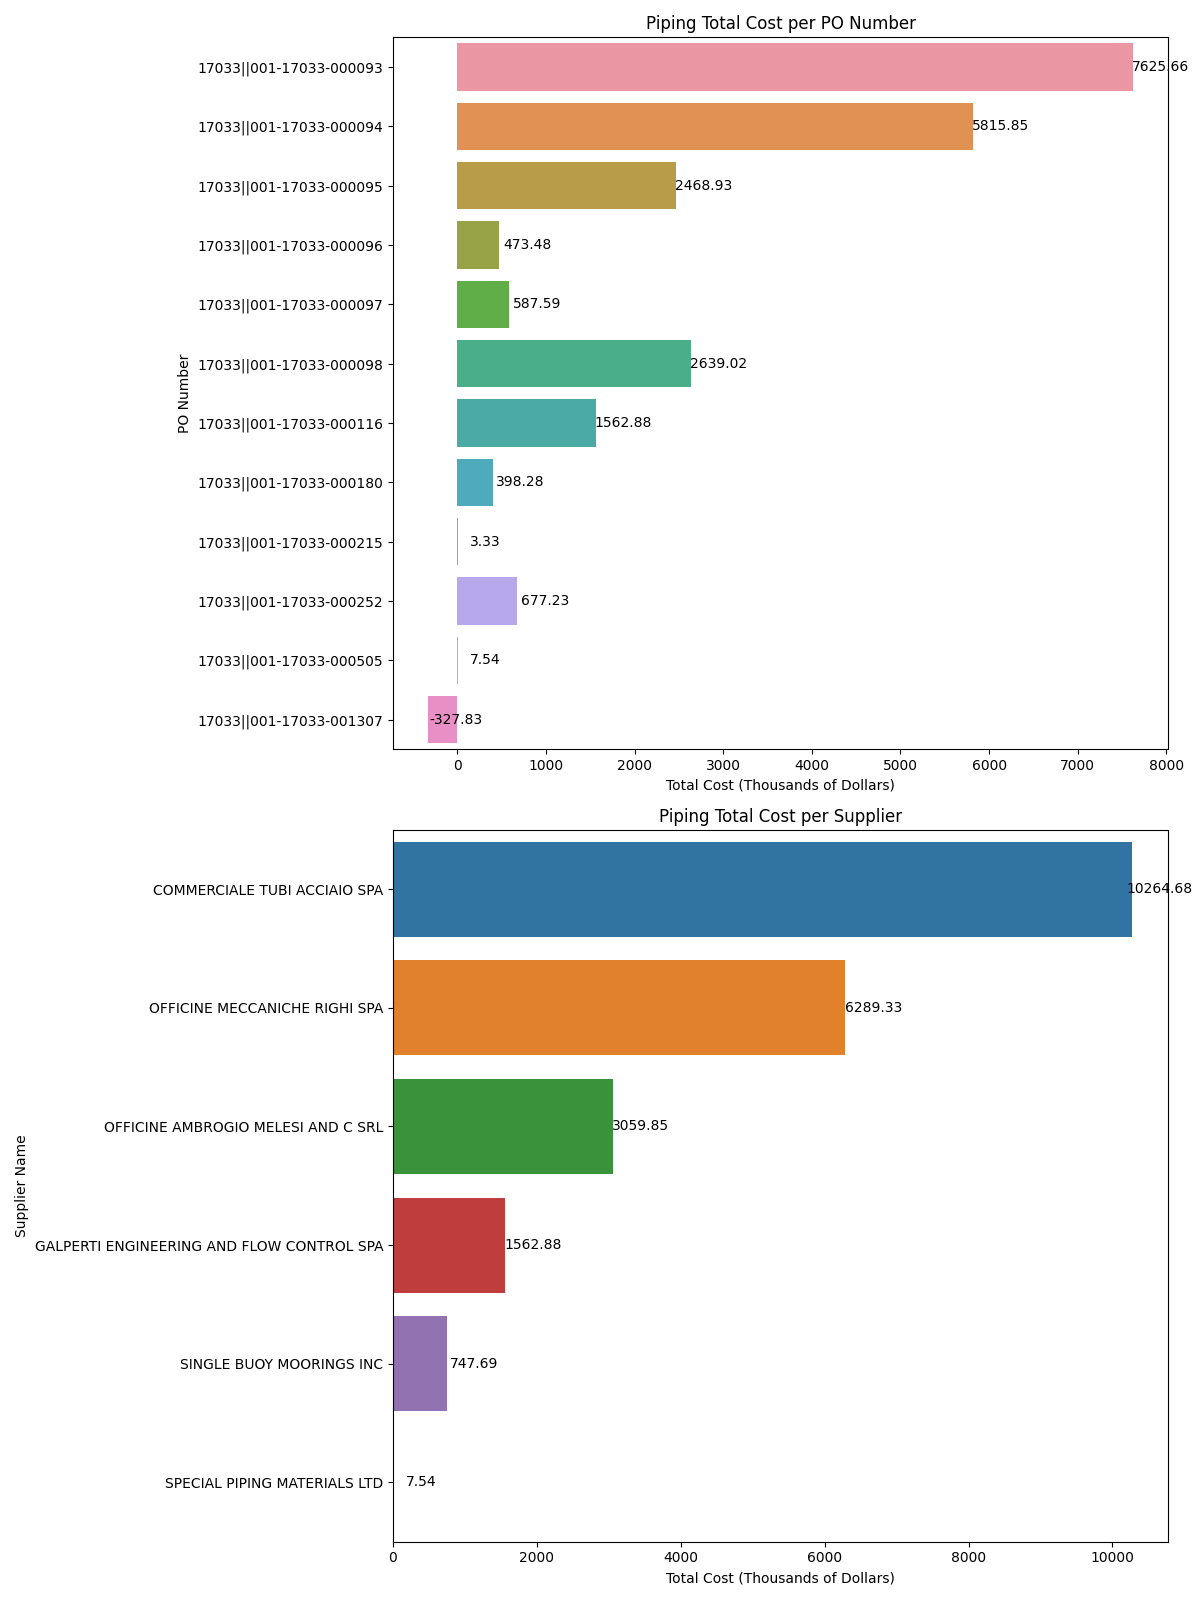 Piping Total Cost per PO Number
17033||001-17033-000093
7625.66
17033||001-17033-000094
5815.85
17033||001-17033-000095
2468.93
17033||001-17033-000096
473.48
17033||001-17033-000097
587.59
17033||001-17033-000098
2639.02
17033||001-17033-000116
1562.88
17033||001-17033-000180
398.28
17033||001-17033-000215
3.33
17033||001-17033-000252
677.23
17033||001-17033-000505
7.54
17033||001-17033-001307
-327.83
PO Number
0 1000 2000 3000 4000 5000 6000 7000 8000
Total Cost (Thousands of Dollars)
Piping Total Cost per Supplier
COMMERCIALE TUBI ACCIAIO SPA
10264.68
OFFICINE MECCANICHE RIGHI SPA
6289.33
OFFICINE AMBROGIO MELESI AND C SRL
3059.85
GALPERTI ENGINEERING AND FLOW CONTROL SPA
1562.88
SINGLE BUOY MOORINGS INC
747.69
SPECIAL PIPING MATERIALS LTD
7.54
Supplier Name
0 2000 4000 6000 8000 10000
Total Cost (Thousands of Dollars)